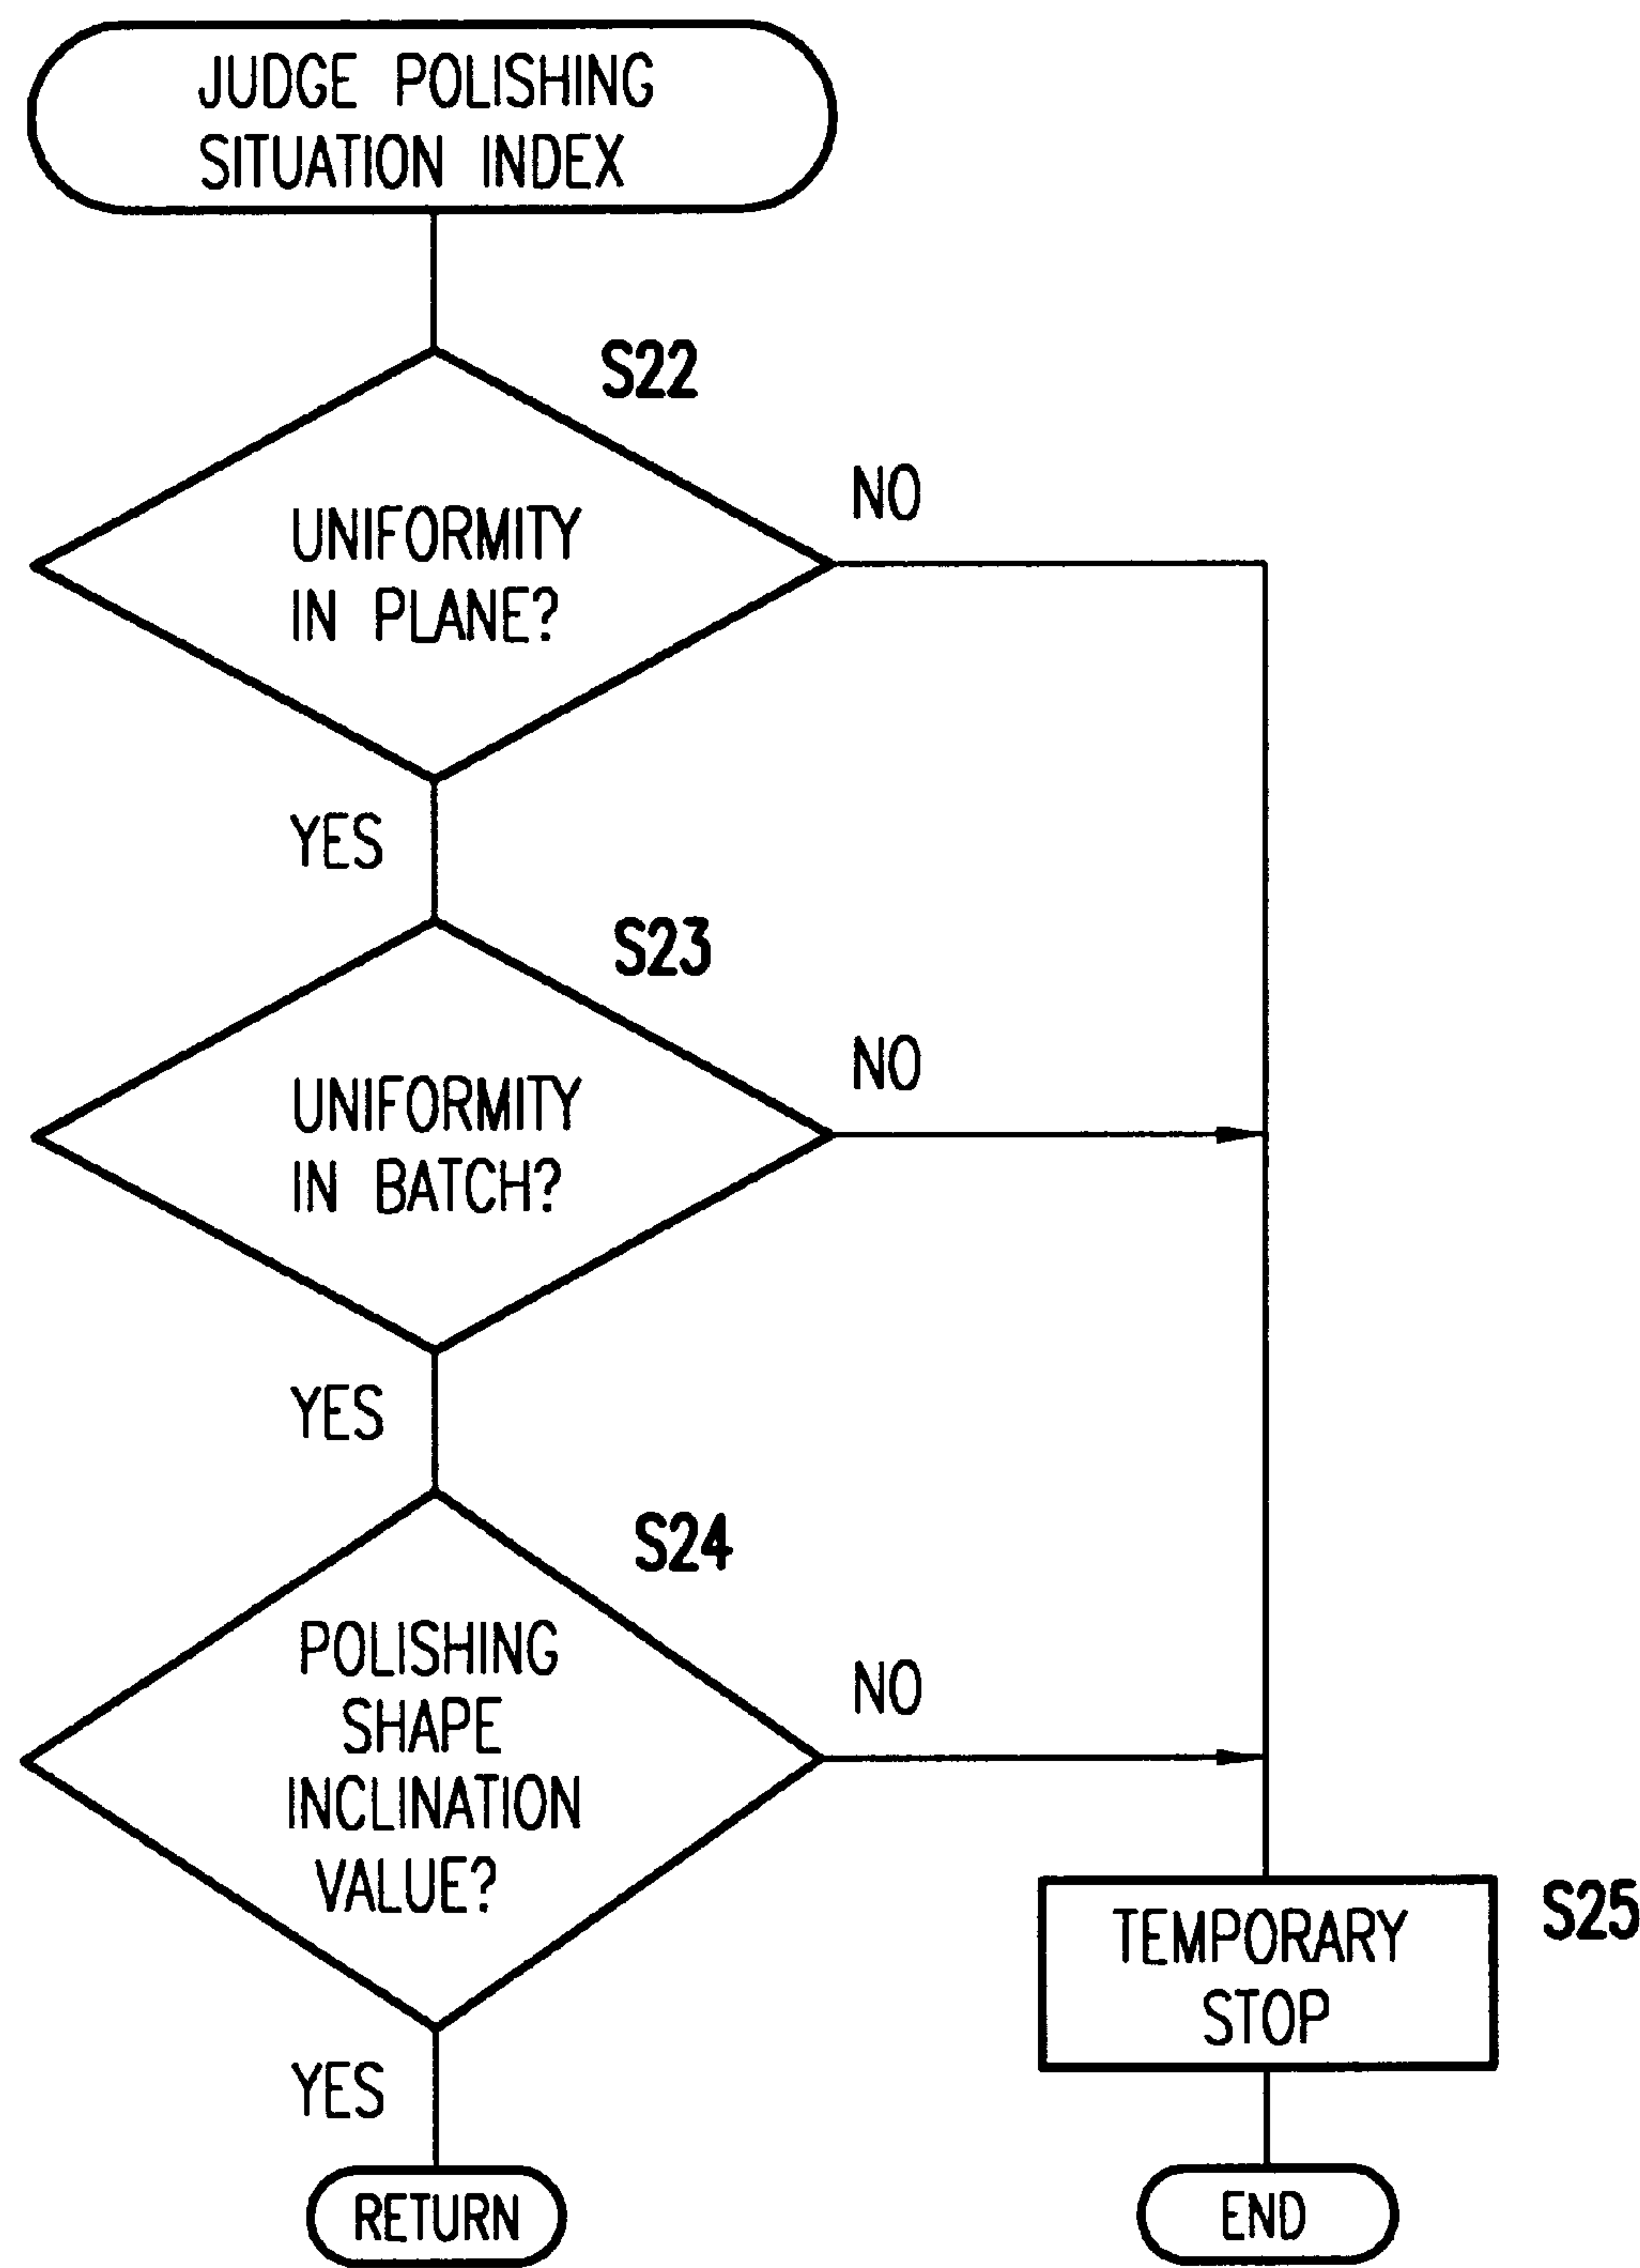 JUDGE POLISHING
SITUATION INDEX
S22
UNIFORMITY
IN PLANE?
NO
YES
S23
UNIFORMITY
IN BATCH?
NO
YES
S24
POLISHING
SHAPE
INCLINATION
VALUE?
NO
YES
S25
TEMPORARY
STOP
RETURN
END